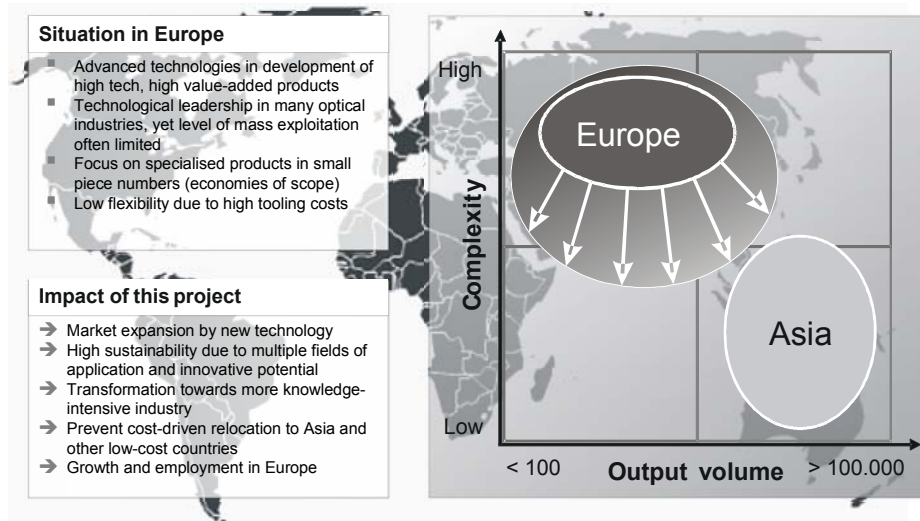 Situation in Europe
Advanced technologies in development of
high tech, high value-added products
Technological leadership in many optical
industries, yet level of mass exploitation
often limited
Focus on specialised products in small
piece numbers (economies of scope)
Low flexibility due to high tooling costs
Impact of this project
Market expansion by new technology
High sustainability due to multiple fields of
application and innovative potential
Transformation towards more knowledge-
intensive industry
Prevent cost-driven relocation to Asia and
other low-cost countries
Growth and employment in Europe
High
Europe
Complexity
Asia
Low
< 100
Output volume
> 100.000